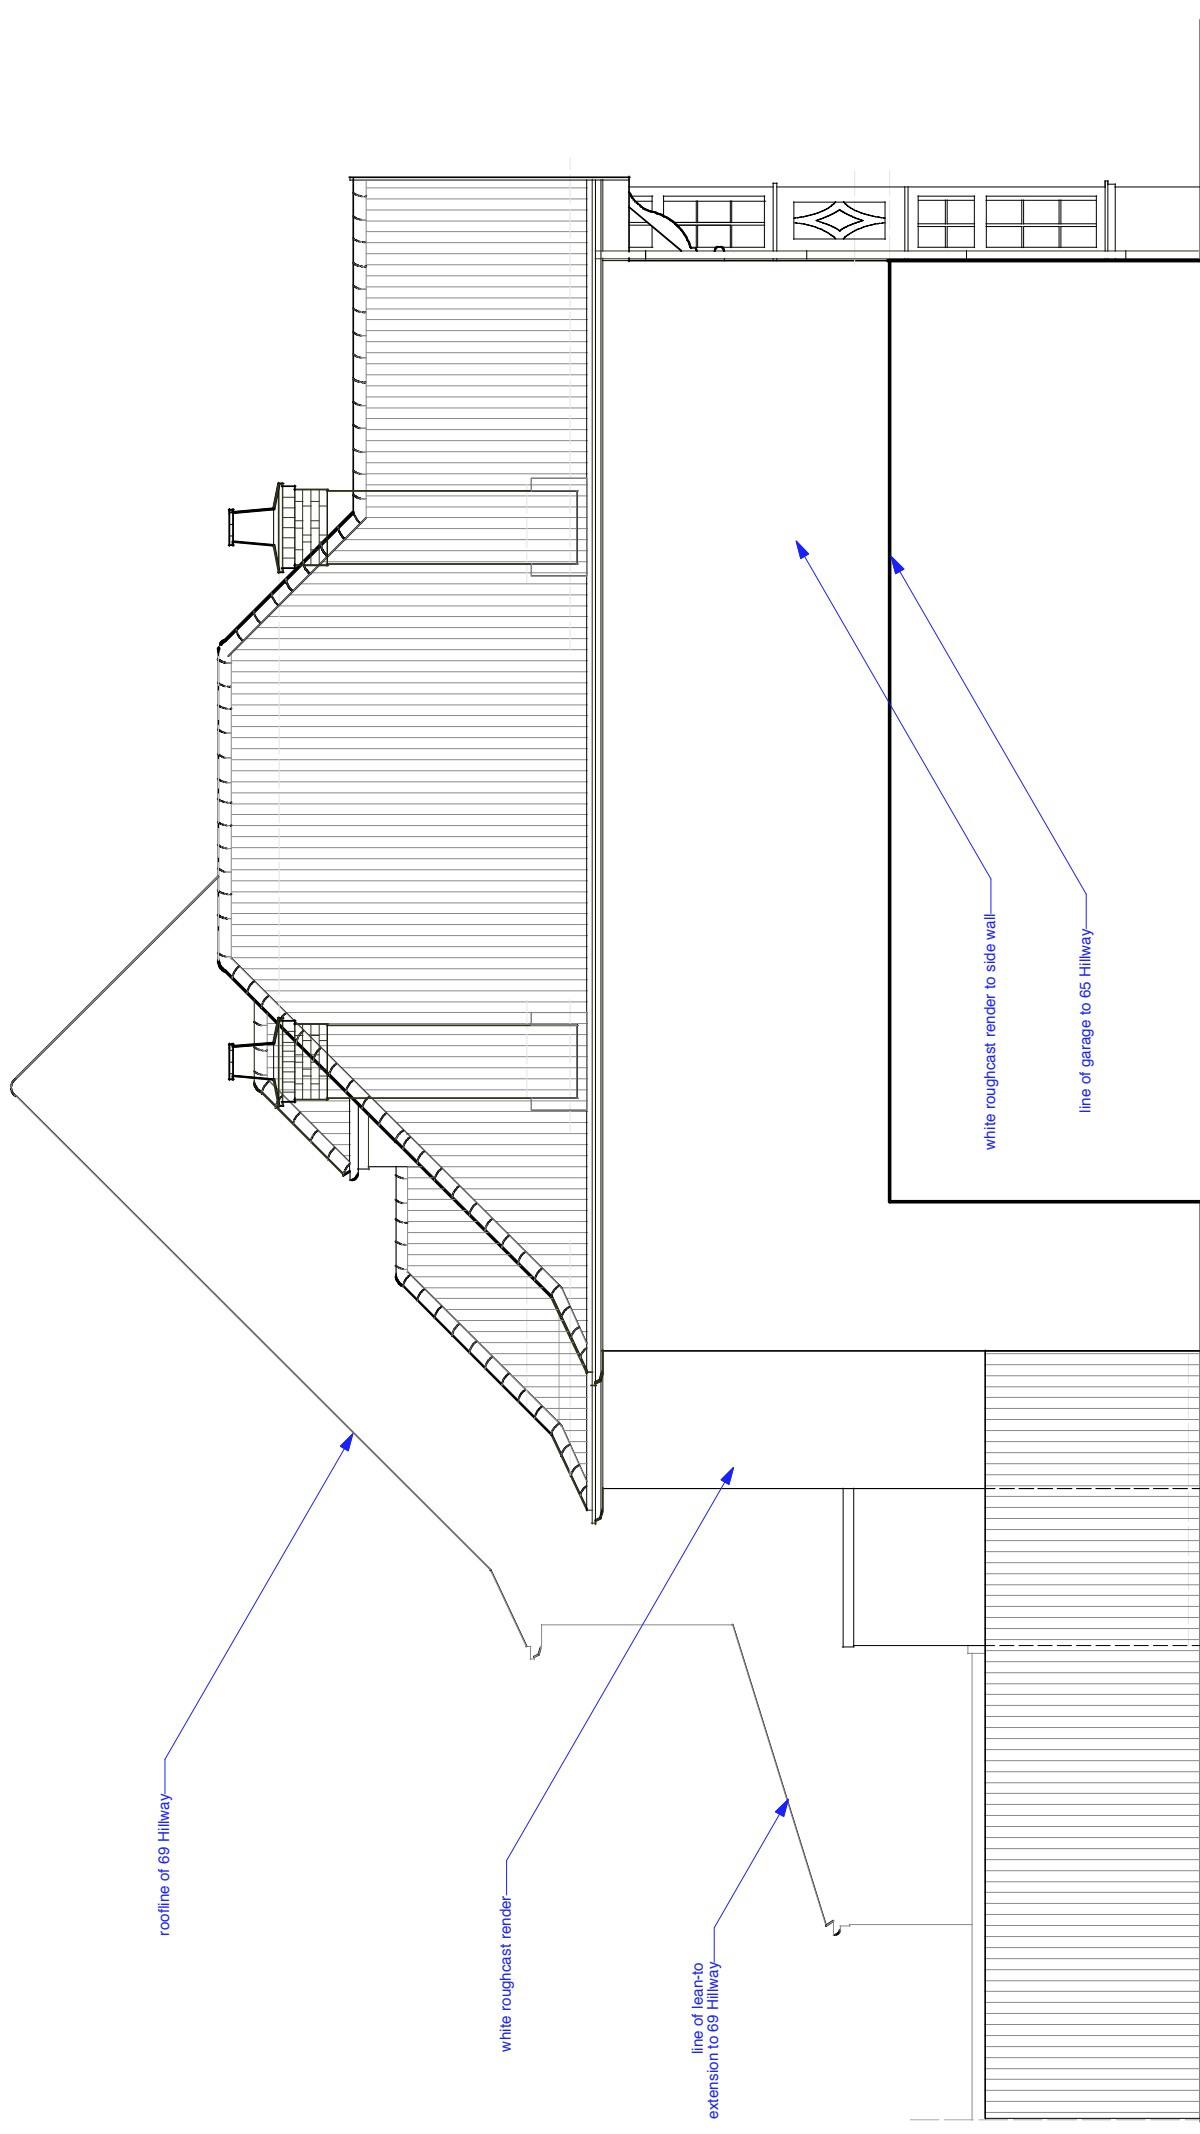 roofline of 69 Hillway
white roughcast render
line of lean-to
extension to 69 Hillway
white roughcast render to side wall
line of garage to 65 Hillway